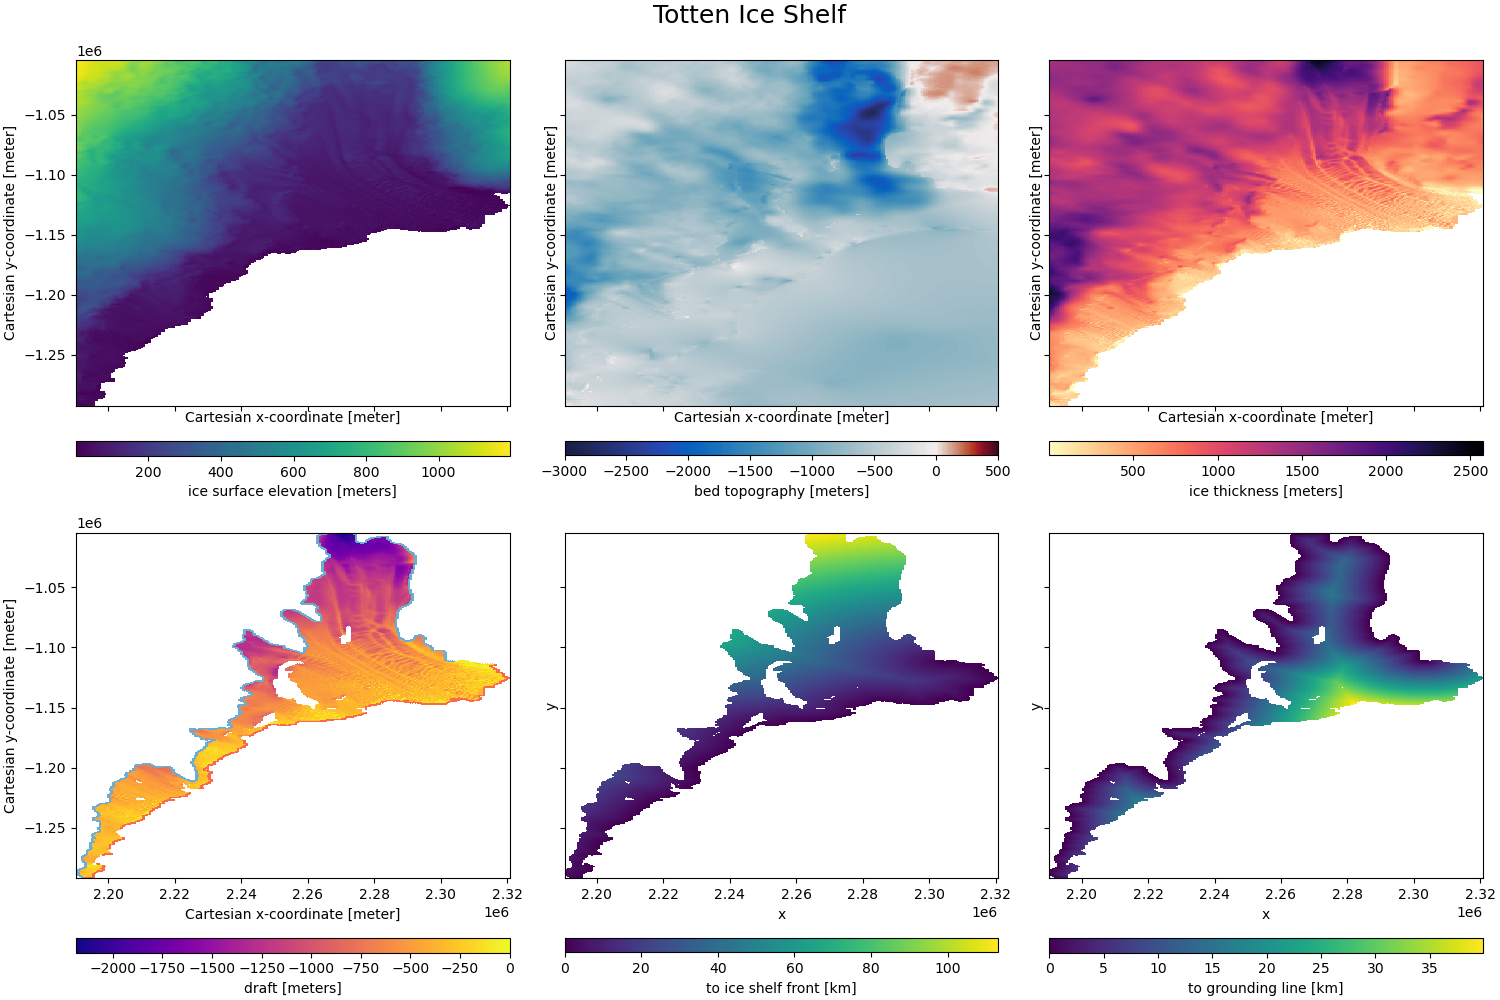 Totten Ice Shelf
1e6
−1.05
−1.10
−1.15
−1.20
−1.25
Cartesian y-coordinate [meter]
Cartesian x-coordinate [meter]
200 400 600 800 1000
ice surface elevation [meters]
Cartesian y-coordinate [meter]
Cartesian x-coordinate [meter]
−3000 −2500 −2000 −1500 −1000 −500 0 500
bed topography [meters]
Cartesian y-coordinate [meter]
Cartesian x-coordinate [meter]
500 1000 1500 2000 2500
ice thickness [meters]
1e6
−1.05
−1.10
−1.15
−1.20
−1.25
Cartesian y-coordinate [meter]
2.20 2.22 2.24 2.26 2.28 2.30 2.32
Cartesian x-coordinate [meter]
1e6
−2000 −1750 −1500 −1250 −1000 −750 −500 −250 0
draft [meters]
y
2.20 2.22 2.24 2.26 2.28 2.30 2.32
x
1e6
0 20 40 60 80 100
to ice shelf front [km]
y
2.20 2.22 2.24 2.26 2.28 2.30 2.32
x
1e6
0 5 10 15 20 25 30 35
to grounding line [km]